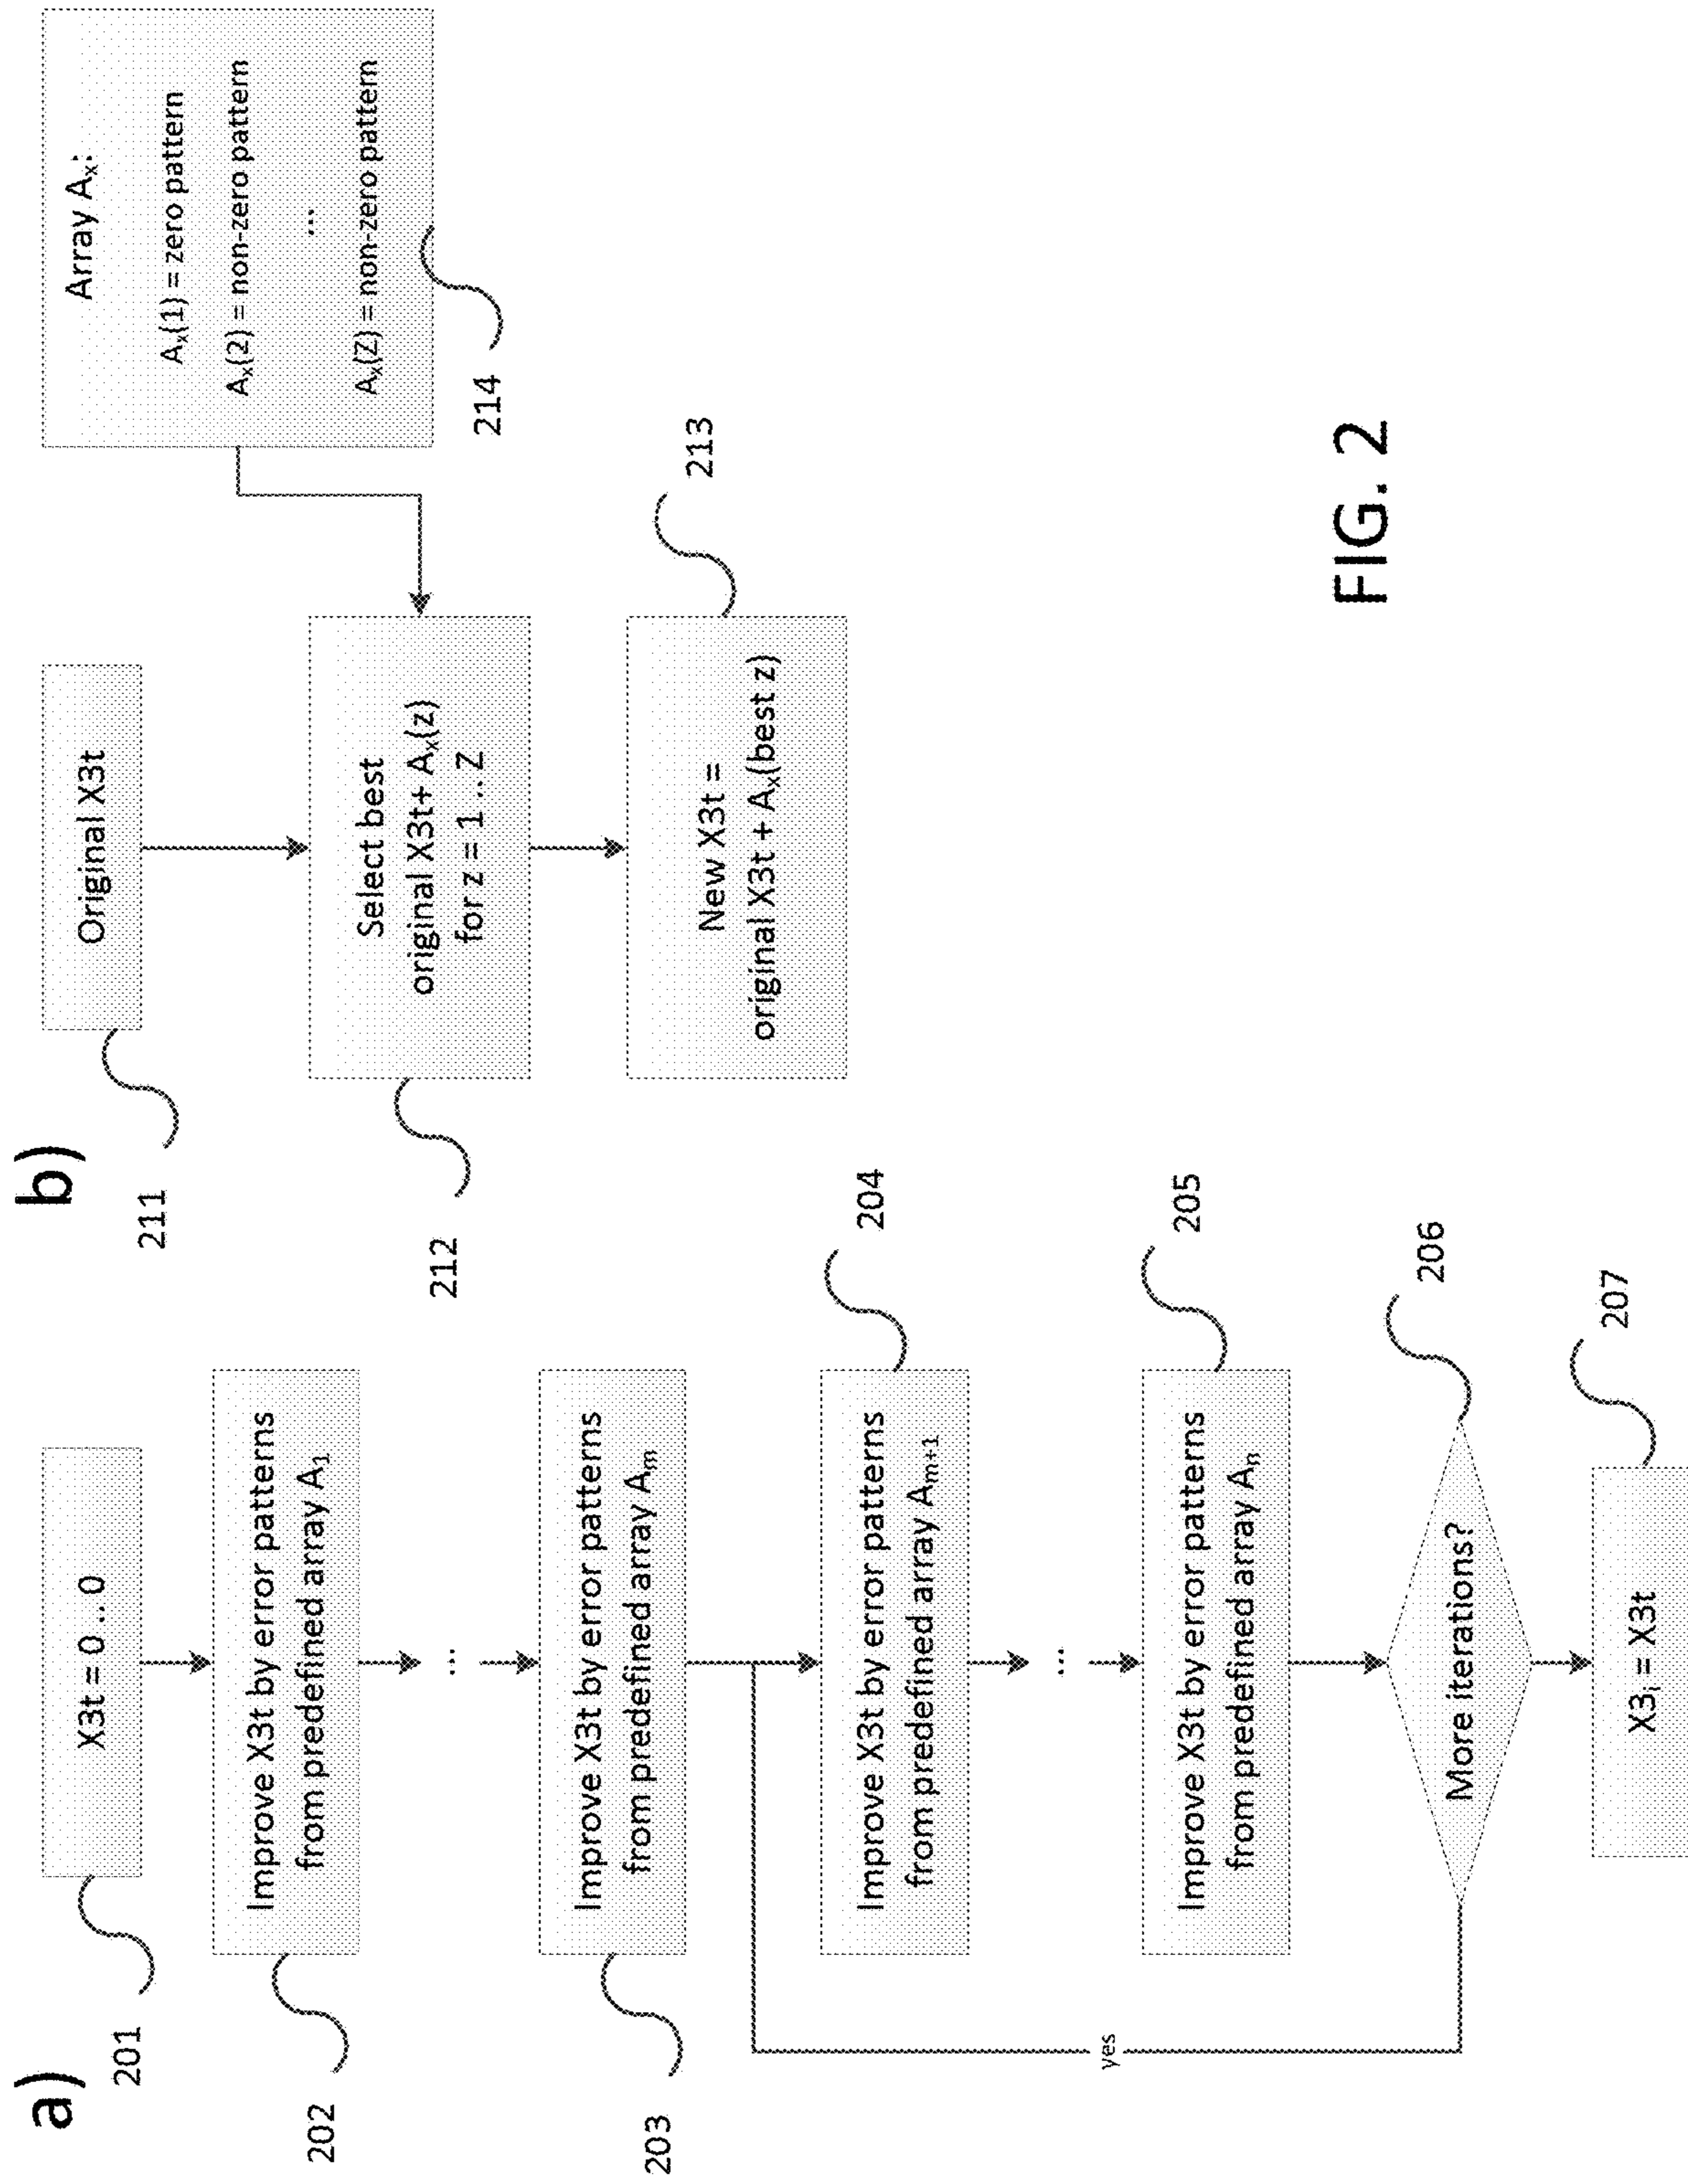 a)
201
X3t = 0 .. 0
202
Improve X3t by error patterns
from predefined array A₁
...
203
Improve X3t by error patterns
from predefined array Aₘ
204
Improve X3t by error patterns
from predefined array Aₘ₊₁
...
205
Improve X3t by error patterns
from predefined array Aₙ
206
More iterations?
yes
207
X3ᵢ = X3t
b)
211
Original X3t
212
Select best
original X3t+ Aₓ(z)
for z = 1 .. Z
213
New X3t =
original X3t + Aₓ(best z)
Array Aₓ:
Aₓ(1) = zero pattern
Aₓ(2) = non-zero pattern
...
Aₓ(Z) = non-zero pattern
214
FIG. 2